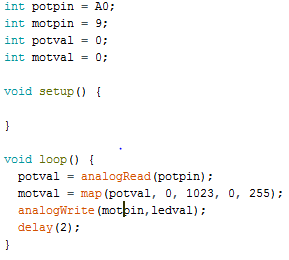 int potpin = A0;
int motpin = 9;
int potval = 0;
int motval = 0;
void setup() {
}
void loop() {
potval = analogRead(potpin);
motval = map(potval, 0, 1023, 0, 255);
analogWrite(motpin,ledval);
delay(2);
}